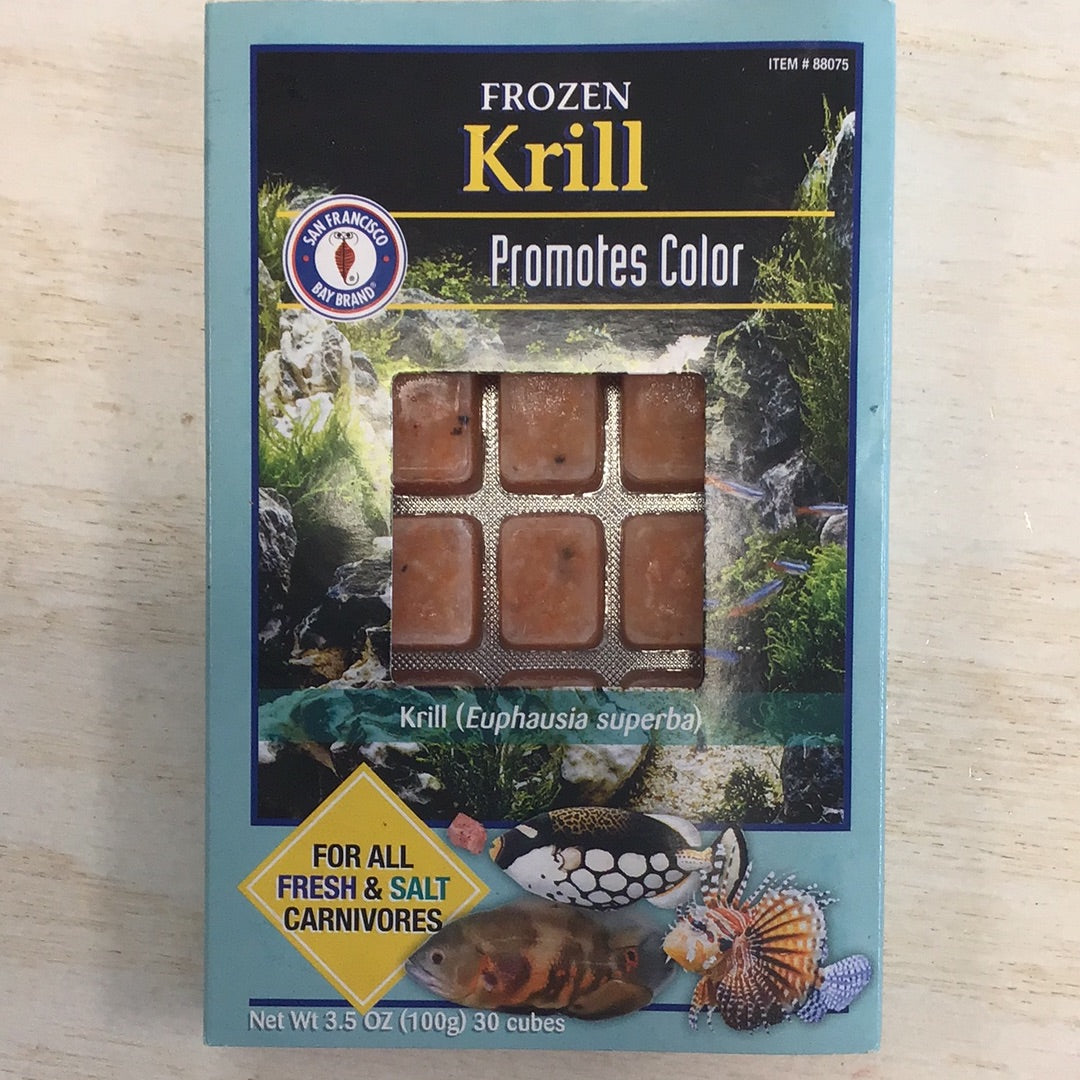 ITEM # 88075
FROZEN
Krill
SAN FRANCISCO
BAY BRAND®
Promotes Color
Krill (Euphausia superba)
FOR ALL
FRESH & SALT
CARNIVORES
Net Wt 3.5 OZ (100g) 30 cubes